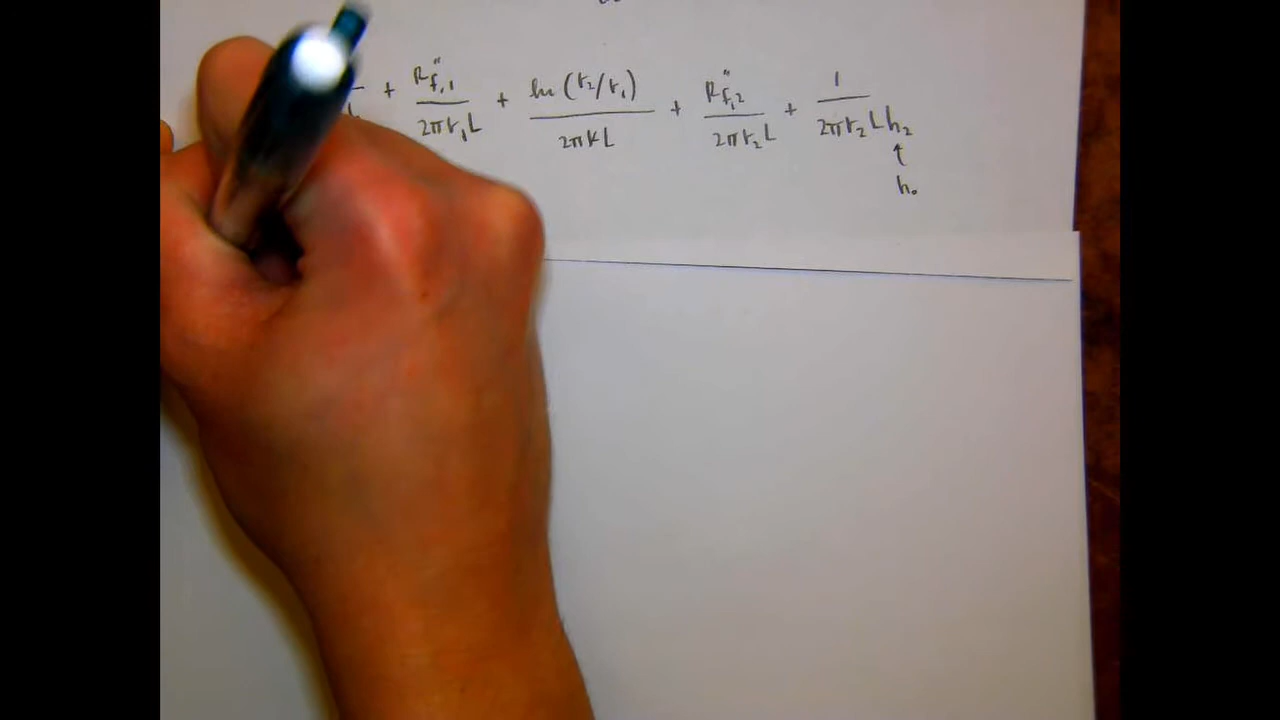 + R"f,1 / 2πr₁L + ln (r₂/r₁) / 2πkL + R"f,2 / 2πr₂L + 1 / 2πr₂Lh₂
↑
h₀